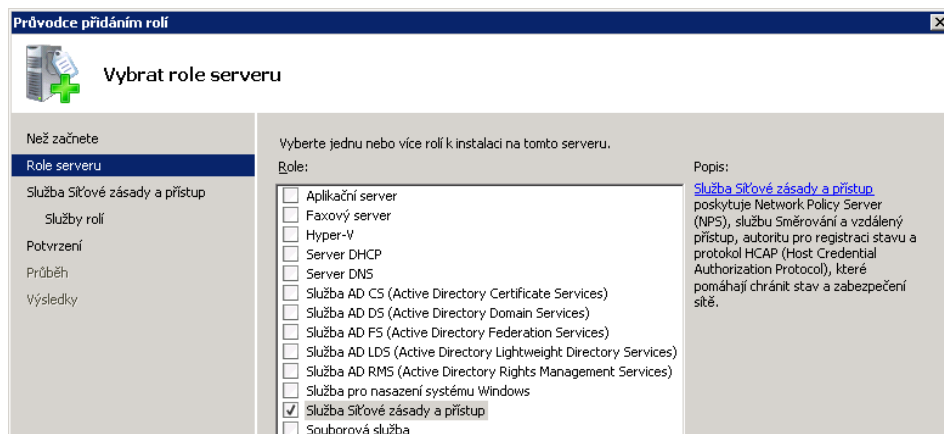 Průvodce přidáním rolí
Vybrat role serveru
Než začnete
Role serveru
Služba Síťové zásady a přístup
Služby rolí
Potvrzení
Průběh
Výsledky
Vyberte jednu nebo více rolí k instalaci na tomto serveru.
Role:
Aplikační server
Faxový server
Hyper-V
Server DHCP
Server DNS
Služba AD CS (Active Directory Certificate Services)
Služba AD DS (Active Directory Domain Services)
Služba AD FS (Active Directory Federation Services)
Služba AD LDS (Active Directory Lightweight Directory Services)
Služba AD RMS (Active Directory Rights Management Services)
Služba pro nasazení systému Windows
Služba Síťové zásady a přístup
Souborová služba
Popis:
Služba Síťové zásady a přístup
poskytuje Network Policy Server
(NPS), službu Směrování a vzdálený
přístup, autoritu pro registraci stavu a
protokol HCAP (Host Credential
Authorization Protocol), které
pomáhají chránit stav a zabezpečení
sítě.